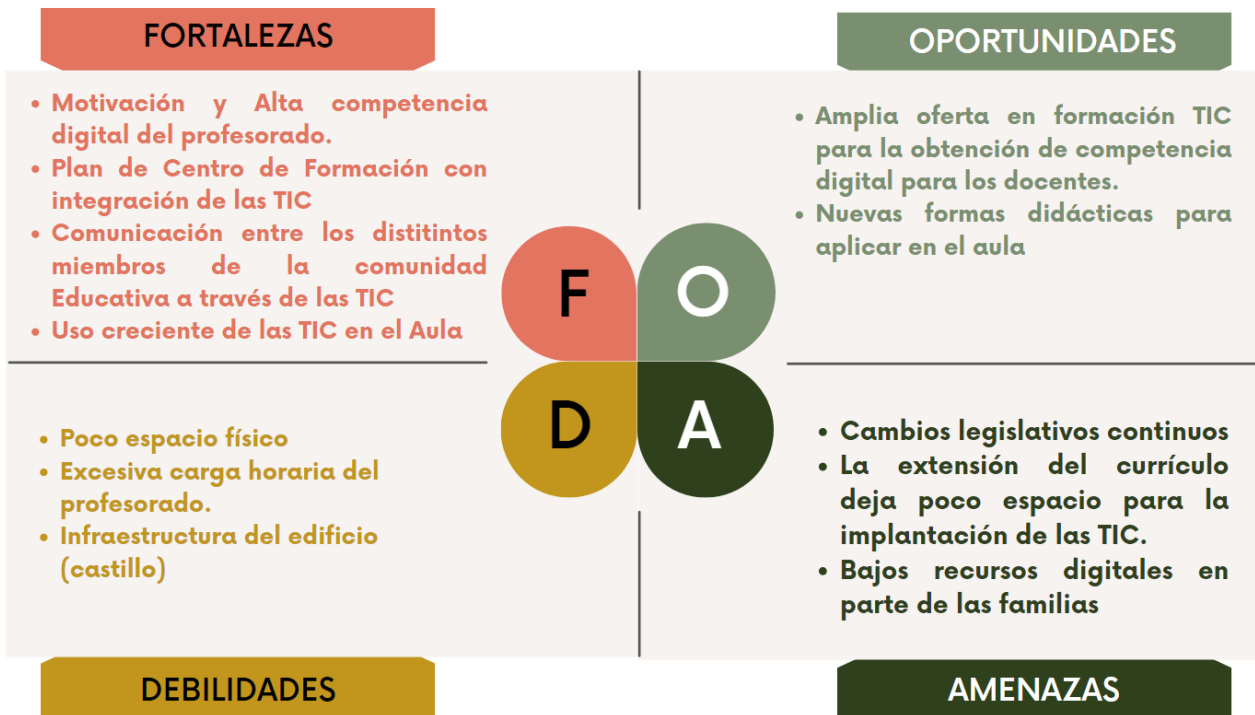 FORTALEZAS
• Motivación y Alta competencia
digital del profesorado.
• Plan de Centro de Formación con
integración de las TIC
• Comunicación entre los distitintos
miembros de la comunidad
Educativa a través de las TIC
• Uso creciente de las TIC en el Aula
OPORTUNIDADES
• Amplia oferta en formación TIC
para la obtención de competencia
digital para los docentes.
• Nuevas formas didácticas para
aplicar en el aula
F
O
D
A
• Poco espacio físico
• Excesiva carga horaria del
profesorado.
• Infraestructura del edificio
(castillo)
DEBILIDADES
• Cambios legislativos continuos
• La extensión del currículo
deja poco espacio para la
implantación de las TIC.
• Bajos recursos digitales en
parte de las familias
AMENAZAS